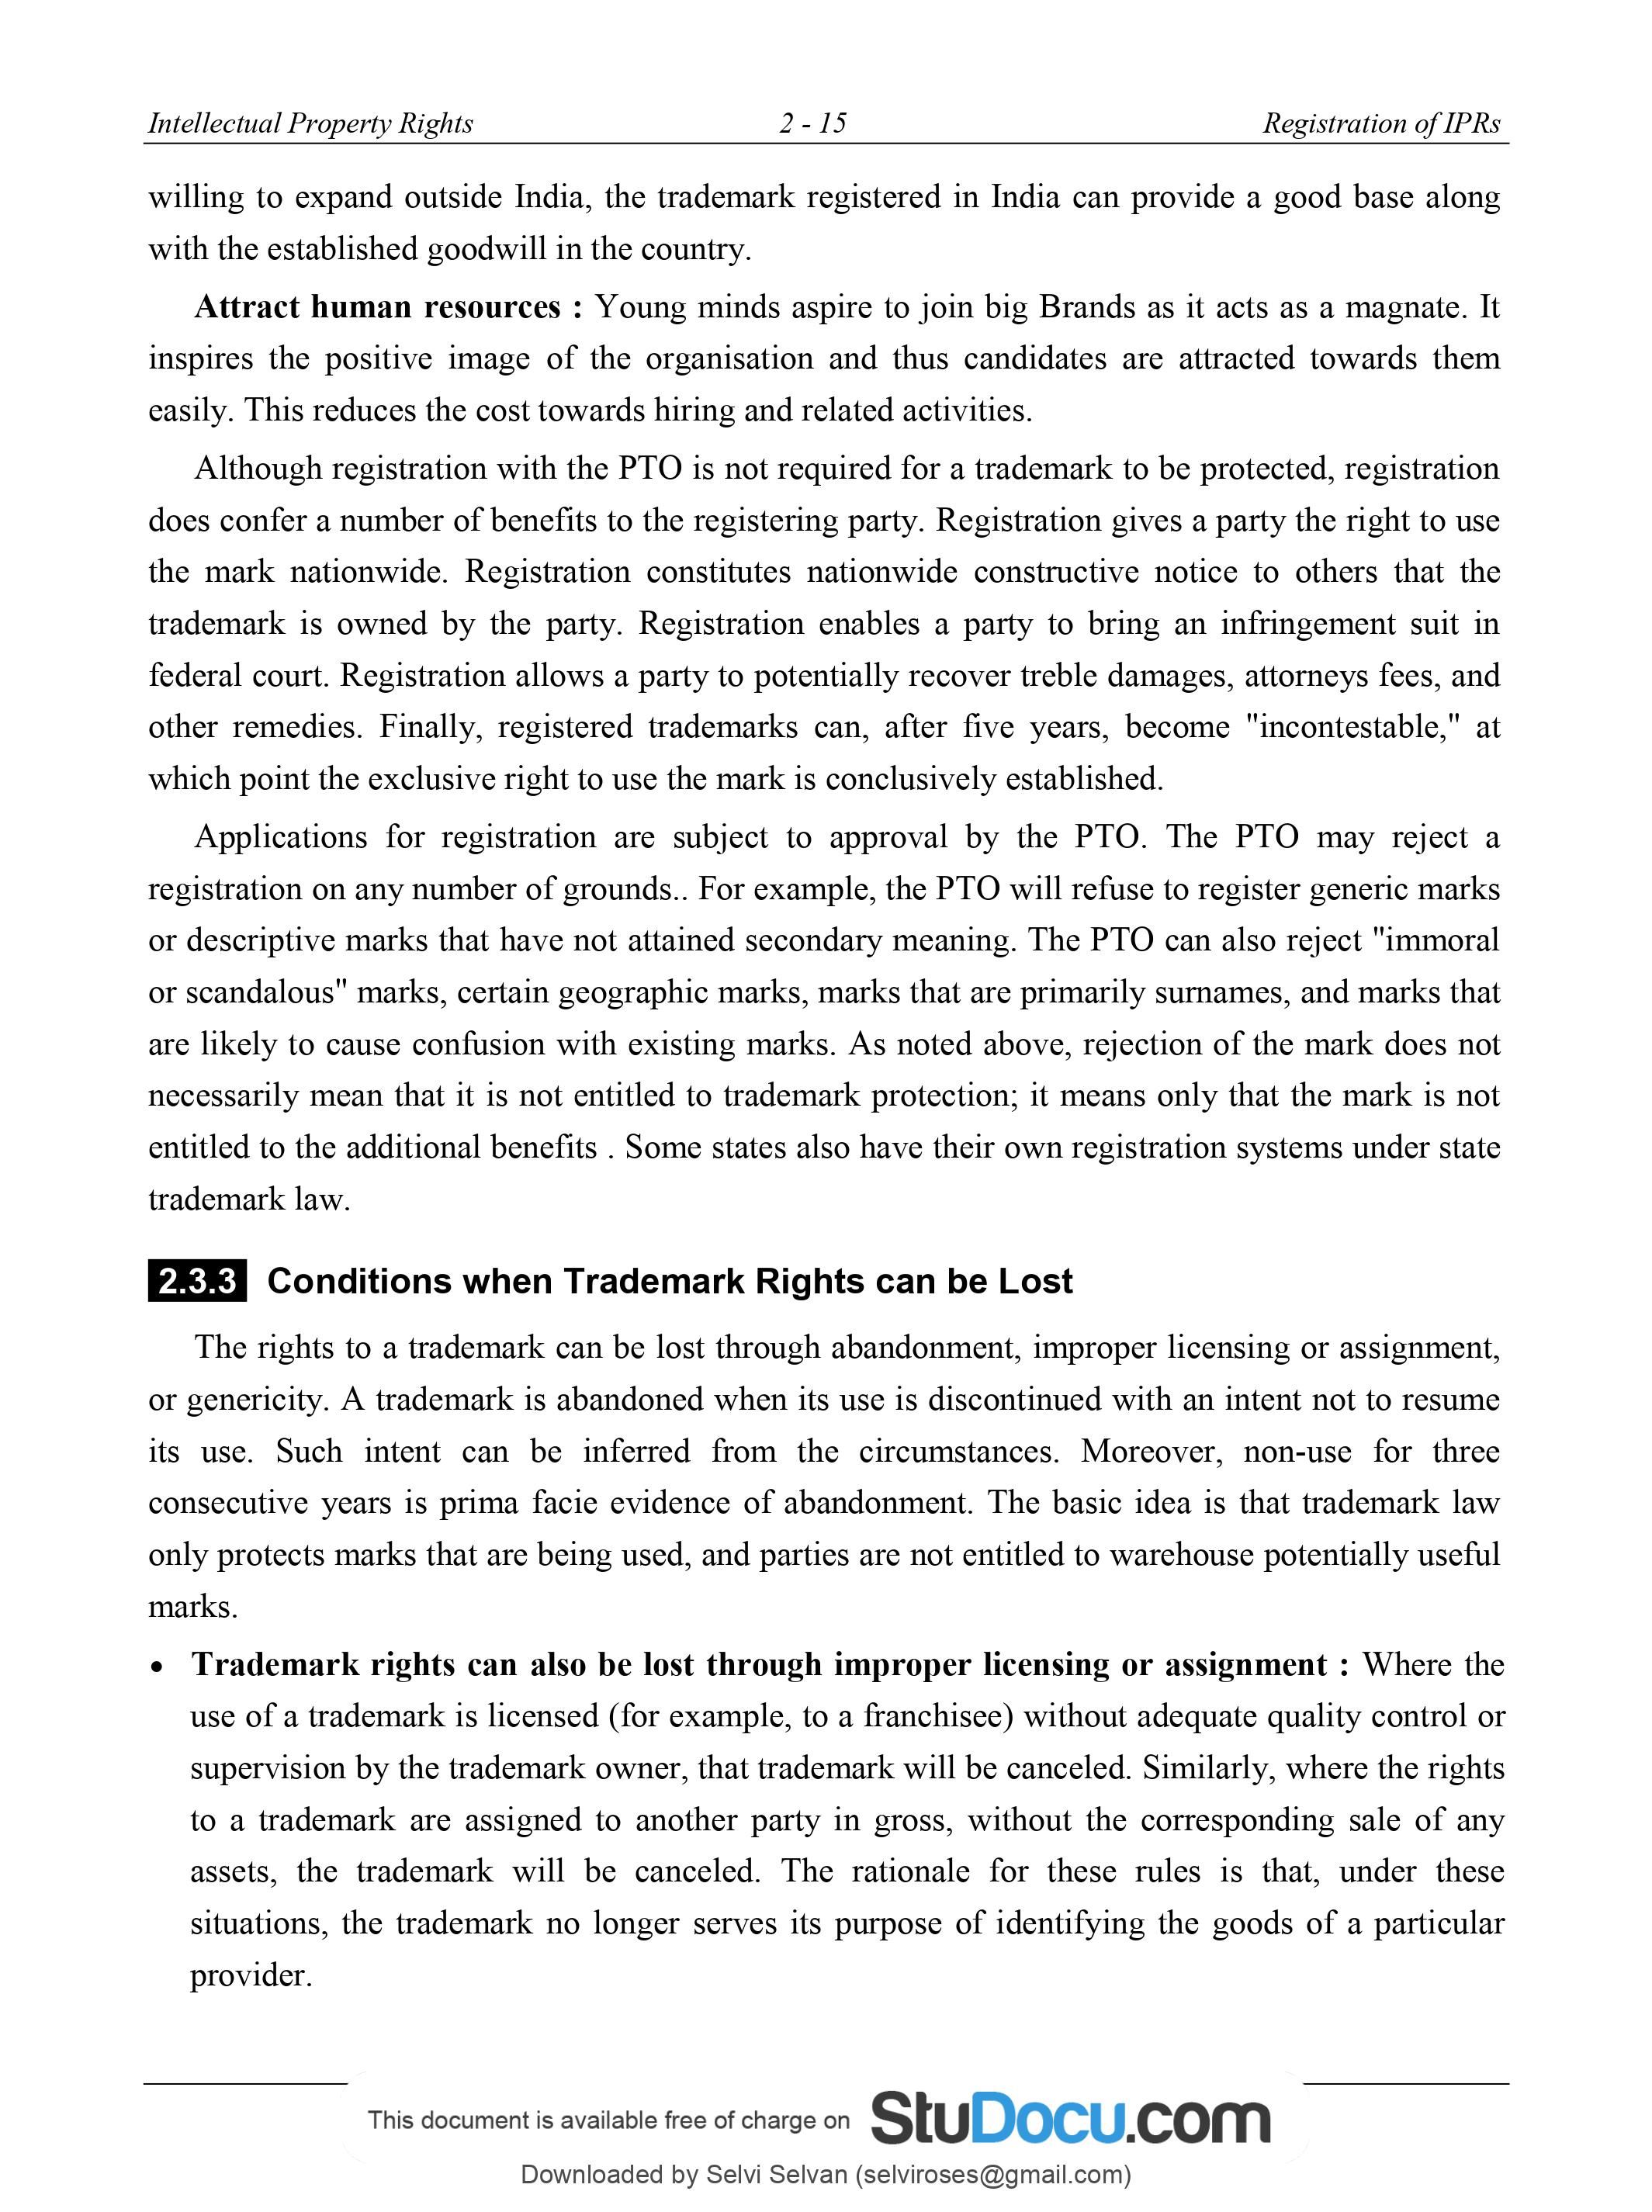 Intellectual Property Rights 2 - 15 Registration of IPRs
willing to expand outside India, the trademark registered in India can provide a good base along
with the established goodwill in the country.
Attract human resources : Young minds aspire to join big Brands as it acts as a magnate. It
inspires the positive image of the organisation and thus candidates are attracted towards them
easily. This reduces the cost towards hiring and related activities.
Although registration with the PTO is not required for a trademark to be protected, registration
does confer a number of benefits to the registering party. Registration gives a party the right to use
the mark nationwide. Registration constitutes nationwide constructive notice to others that the
trademark is owned by the party. Registration enables a party to bring an infringement suit in
federal court. Registration allows a party to potentially recover treble damages, attorneys fees, and
other remedies. Finally, registered trademarks can, after five years, become "incontestable," at
which point the exclusive right to use the mark is conclusively established.
Applications for registration are subject to approval by the PTO. The PTO may reject a
registration on any number of grounds.. For example, the PTO will refuse to register generic marks
or descriptive marks that have not attained secondary meaning. The PTO can also reject "immoral
or scandalous" marks, certain geographic marks, marks that are primarily surnames, and marks that
are likely to cause confusion with existing marks. As noted above, rejection of the mark does not
necessarily mean that it is not entitled to trademark protection; it means only that the mark is not
entitled to the additional benefits . Some states also have their own registration systems under state
trademark law.
2.3.3 Conditions when Trademark Rights can be Lost
The rights to a trademark can be lost through abandonment, improper licensing or assignment,
or genericity. A trademark is abandoned when its use is discontinued with an intent not to resume
its use. Such intent can be inferred from the circumstances. Moreover, non-use for three
consecutive years is prima facie evidence of abandonment. The basic idea is that trademark law
only protects marks that are being used, and parties are not entitled to warehouse potentially useful
marks.
• Trademark rights can also be lost through improper licensing or assignment : Where the
use of a trademark is licensed (for example, to a franchisee) without adequate quality control or
supervision by the trademark owner, that trademark will be canceled. Similarly, where the rights
to a trademark are assigned to another party in gross, without the corresponding sale of any
assets, the trademark will be canceled. The rationale for these rules is that, under these
situations, the trademark no longer serves its purpose of identifying the goods of a particular
provider.
This document is available free of charge on StuDocu.com
Downloaded by Selvi Selvan (selviroses@gmail.com)